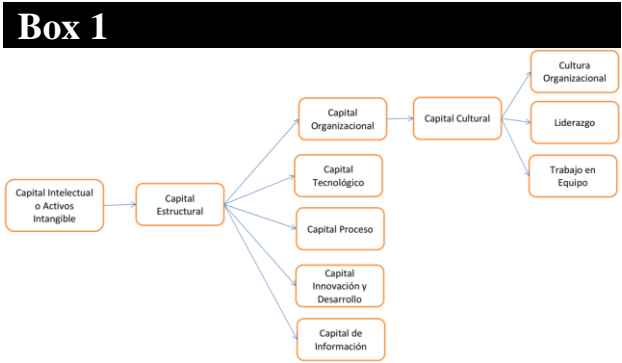 Box 1
Capital Intelectual
o Activos
Intangible
Capital
Estructural
Capital
Organizacional
Capital
Tecnológico
Capital Proceso
Capital
Innovación y
Desarrollo
Capital de
Información
Capital Cultural
Cultura
Organizacional
Liderazgo
Trabajo en
Equipo